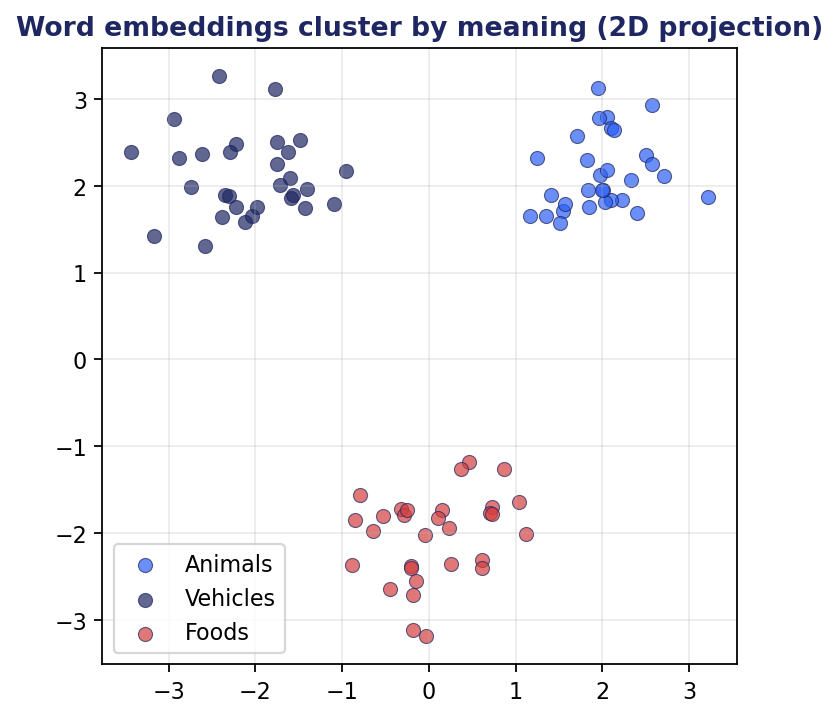 Word embeddings cluster by meaning (2D projection)
3
2
1
0
−1
−2
−3
Animals
Vehicles
Foods
−3 −2 −1 0 1 2 3